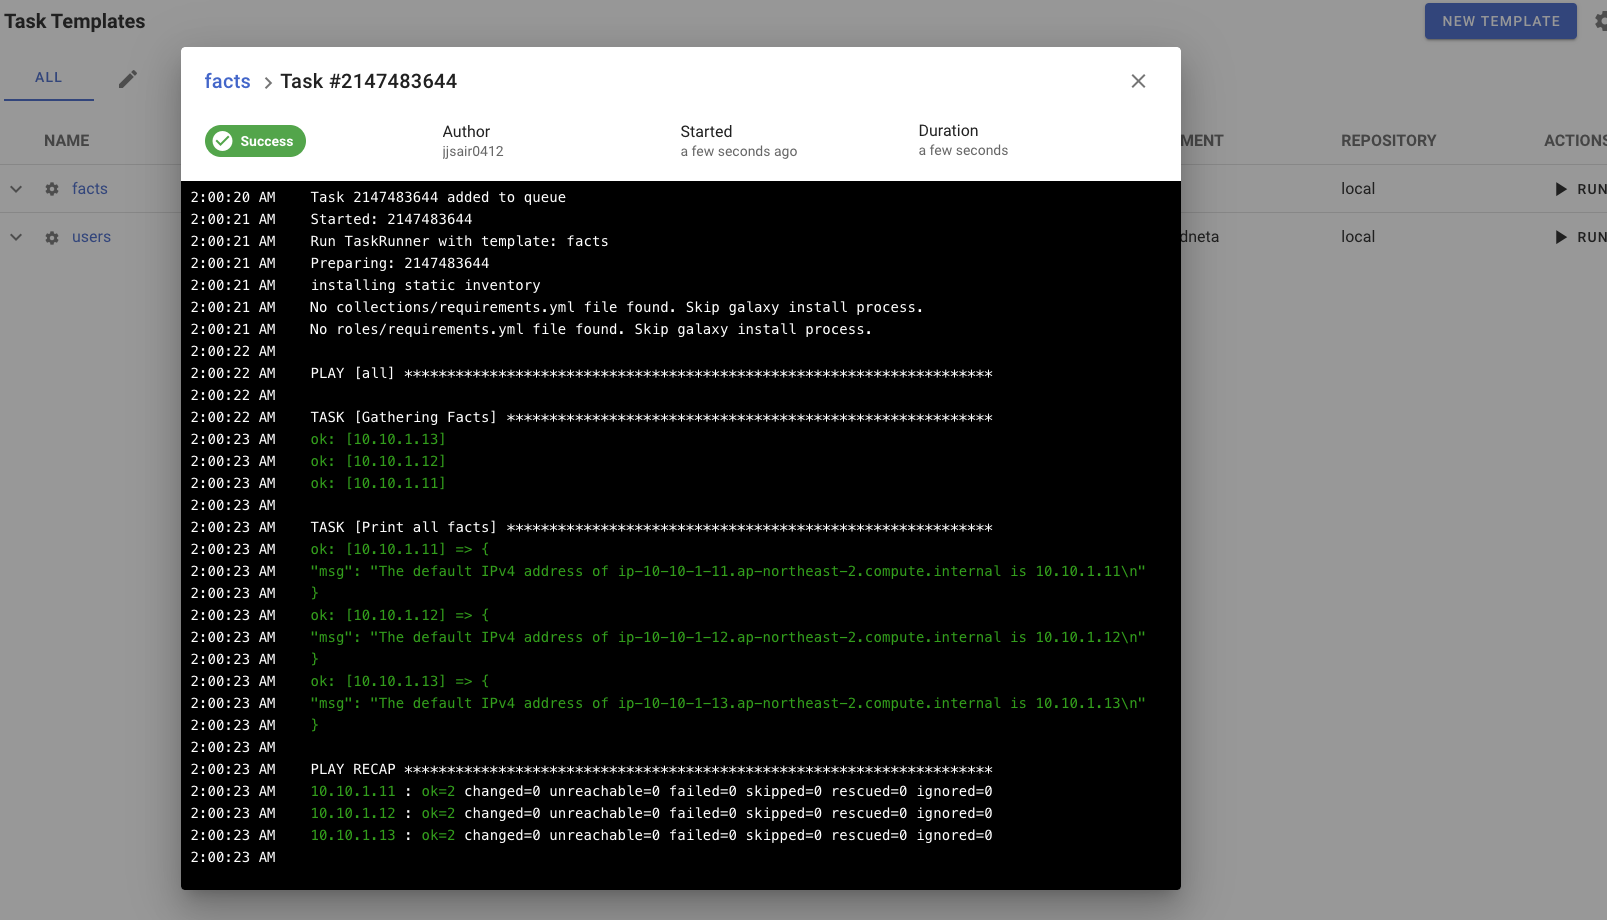 Task Templates
NEW TEMPLATE
ALL
facts > Task #2147483644
Success
Author
jjsair0412
Started
a few seconds ago
Duration
a few seconds
NAME
MENT
REPOSITORY
ACTIONS
facts
local
RUN
users
dneta
local
RUN
2:00:20 AM Task 2147483644 added to queue
2:00:21 AM Started: 2147483644
2:00:21 AM Run TaskRunner with template: facts
2:00:21 AM Preparing: 2147483644
2:00:21 AM installing static inventory
2:00:21 AM No collections/requirements.yml file found. Skip galaxy install process.
2:00:21 AM No roles/requirements.yml file found. Skip galaxy install process.
2:00:22 AM
2:00:22 AM PLAY [all] *********************************************************************
2:00:22 AM
2:00:22 AM TASK [Gathering Facts] *********************************************************
2:00:23 AM ok: [10.10.1.13]
2:00:23 AM ok: [10.10.1.12]
2:00:23 AM ok: [10.10.1.11]
2:00:23 AM
2:00:23 AM TASK [Print all facts] *********************************************************
2:00:23 AM ok: [10.10.1.11] => {
2:00:23 AM "msg": "The default IPv4 address of ip-10-10-1-11.ap-northeast-2.compute.internal is 10.10.1.11\n"
2:00:23 AM }
2:00:23 AM ok: [10.10.1.12] => {
2:00:23 AM "msg": "The default IPv4 address of ip-10-10-1-12.ap-northeast-2.compute.internal is 10.10.1.12\n"
2:00:23 AM }
2:00:23 AM ok: [10.10.1.13] => {
2:00:23 AM "msg": "The default IPv4 address of ip-10-10-1-13.ap-northeast-2.compute.internal is 10.10.1.13\n"
2:00:23 AM }
2:00:23 AM
2:00:23 AM PLAY RECAP *********************************************************************
2:00:23 AM 10.10.1.11 : ok=2 changed=0 unreachable=0 failed=0 skipped=0 rescued=0 ignored=0
2:00:23 AM 10.10.1.12 : ok=2 changed=0 unreachable=0 failed=0 skipped=0 rescued=0 ignored=0
2:00:23 AM 10.10.1.13 : ok=2 changed=0 unreachable=0 failed=0 skipped=0 rescued=0 ignored=0
2:00:23 AM